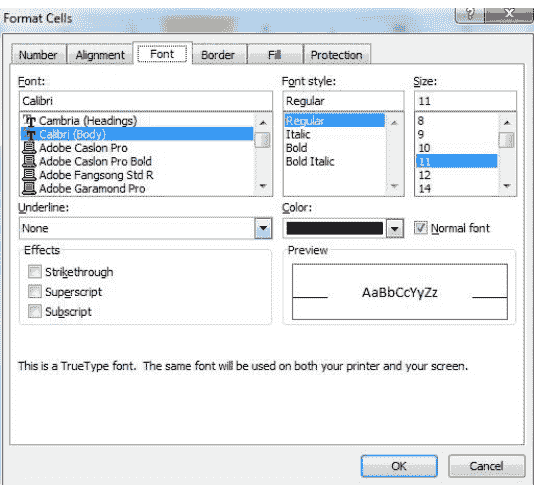 Format Cells
Number Alignment Font Border Fill Protection
Font: Font style: Size:
Calibri Regular 11
Cambria (Headings) Regular 8
Calibri (Body) Italic 9
Adobe Caslon Pro Bold 10
Adobe Caslon Pro Bold Bold Italic 11
Adobe Fangsong Std R 12
Adobe Garamond Pro 14
Underline: Color:
None Normal font
Effects Preview
Strikethrough
Superscript AaBbCcYyZz
Subscript
This is a TrueType font. The same font will be used on both your printer and your screen.
OK Cancel